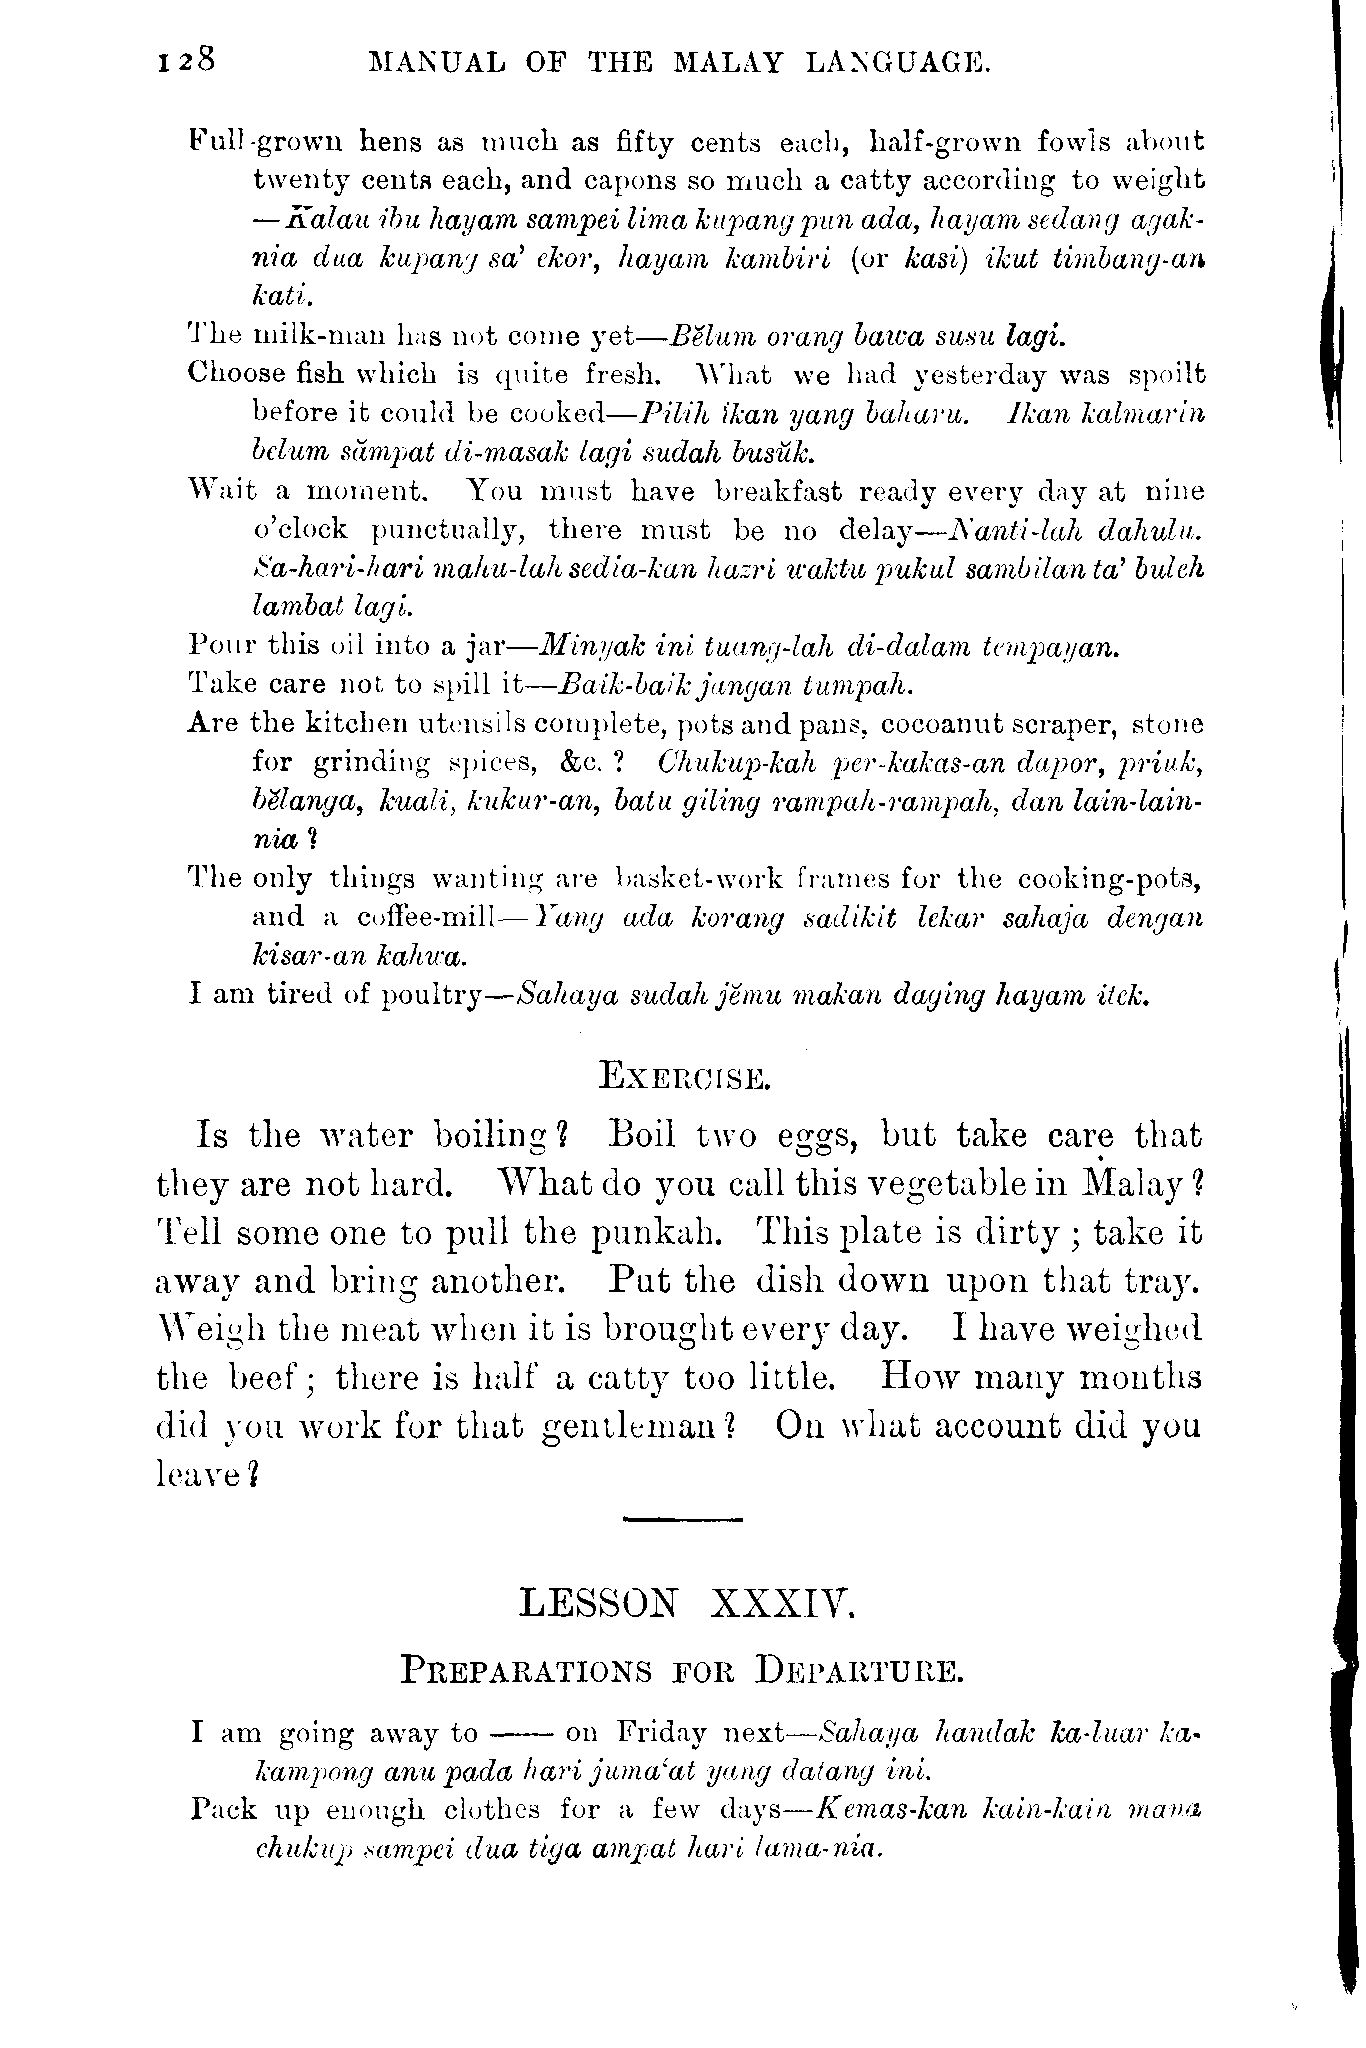 128 MANUAL OF THE MALAY LANGUAGE.
Full-grown hens as much as fifty cents each, half-grown fowls about
twenty cents each, and capons so much a catty according to weight
—Kalau ibu hayam sampei lima kupang pun ada, hayam sedang agak-
nia dua kupang sa' ekor, hayam kambiri (or kasi) ikut timbang-an
kati.
The milk-man has not come yet—Bĕlum orang bawa susu lagi.
Choose fish which is quite fresh. What we had yesterday was spoilt
before it could be cooked—Pilih ikan yang baharu. Ikan kalmarin
belum sămpat di-masak lagi sudah busŭk.
Wait a moment. You must have breakfast ready every day at nine
o'clock punctually, there must be no delay—Nanti-lah dahulu.
Sa-hari-hari mahu-lah sedia-kan hazri waktu pukul sambilan ta' buleh
lambat lagi.
Pour this oil into a jar—Minyak ini tuang-lah di-dalam tempayan.
Take care not to spill it—Baik-baik jangan tumpah.
Are the kitchen utensils complete, pots and pans, cocoanut scraper, stone
for grinding spices, &c. ? Chukup-kah per-kakas-an dapor, priuk,
bĕlanga, kuali, kukur-an, batu giling rampah-rampah, dan lain-lain-
nia ?
The only things wanting are basket-work frames for the cooking-pots,
and a coffee-mill—Yang ada korang sadikit lekar sahaja dengan
kisar-an kahwa.
I am tired of poultry—Sahaya sudah jĕmu makan daging hayam itek.
EXERCISE.
Is the water boiling? Boil two eggs, but take care that
they are not hard. What do you call this vegetable in Malay?
Tell some one to pull the punkah. This plate is dirty ; take it
away and bring another. Put the dish down upon that tray.
Weigh the meat when it is brought every day. I have weighed
the beef ; there is half a catty too little. How many months
did you work for that gentleman? On what account did you
leave?
LESSON XXXIV.
PREPARATIONS FOR DEPARTURE.
I am going away to —— on Friday next—Sahaya handak ka-luar ka-
kampong anu pada hari juma‘at yang datang ini.
Pack up enough clothes for a few days—Kemas-kan kain-kain mana
chukup sampei dua tiga ampat hari lama-nia.